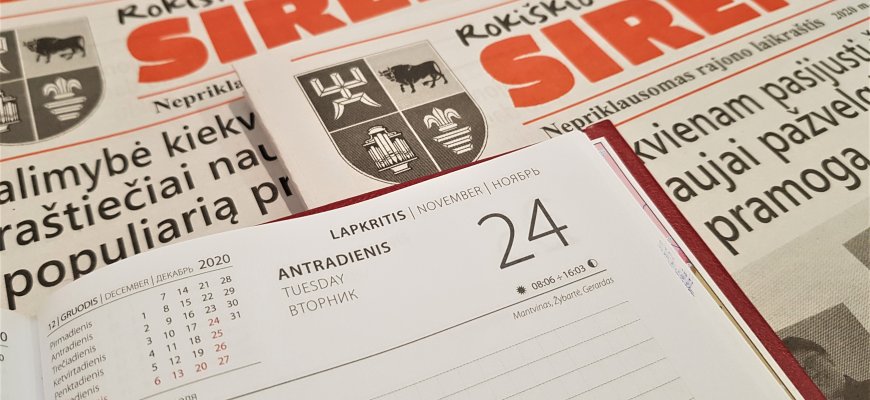 Rokiškio
SIREN
Nepriklausomas rajono laikraštis
2020 m
Rokiškio
SIREN
Nepriklausomas rajono laikraštis
alimybė kiekv
raštiečiai nau
populiarią pr
kvienam pasijusti
aujai pažvelgi
pramoga
LAPKRITIS | NOVEMBER | НОЯБРЬ
ANTRADIENIS
TUESDAY
ВТОРНИК
24
08:06 ÷ 16:03
Mantvinas, Žybartė, Gerardas
12 | GRUODIS | DECEMBER | ДЕКАБРЬ 2020
Pirmadienis 7 14 21 28
Antradienis 1 8 15 22 29
Trečiadienis 2 9 16 23 30
Ketvirtadienis 3 10 17 24 31
Penktadienis 4 11 18 25
5 12 19 26
6 13 20 27